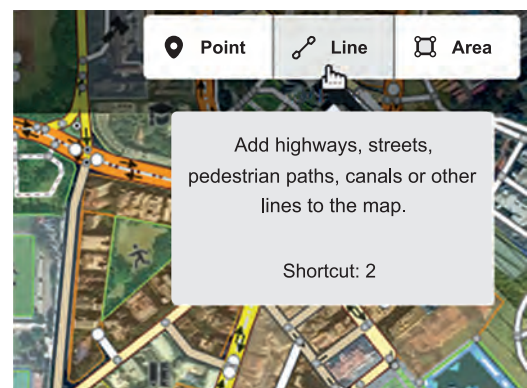 Point Line Area
Add highways, streets,
pedestrian paths, canals or other
lines to the map.
Shortcut: 2